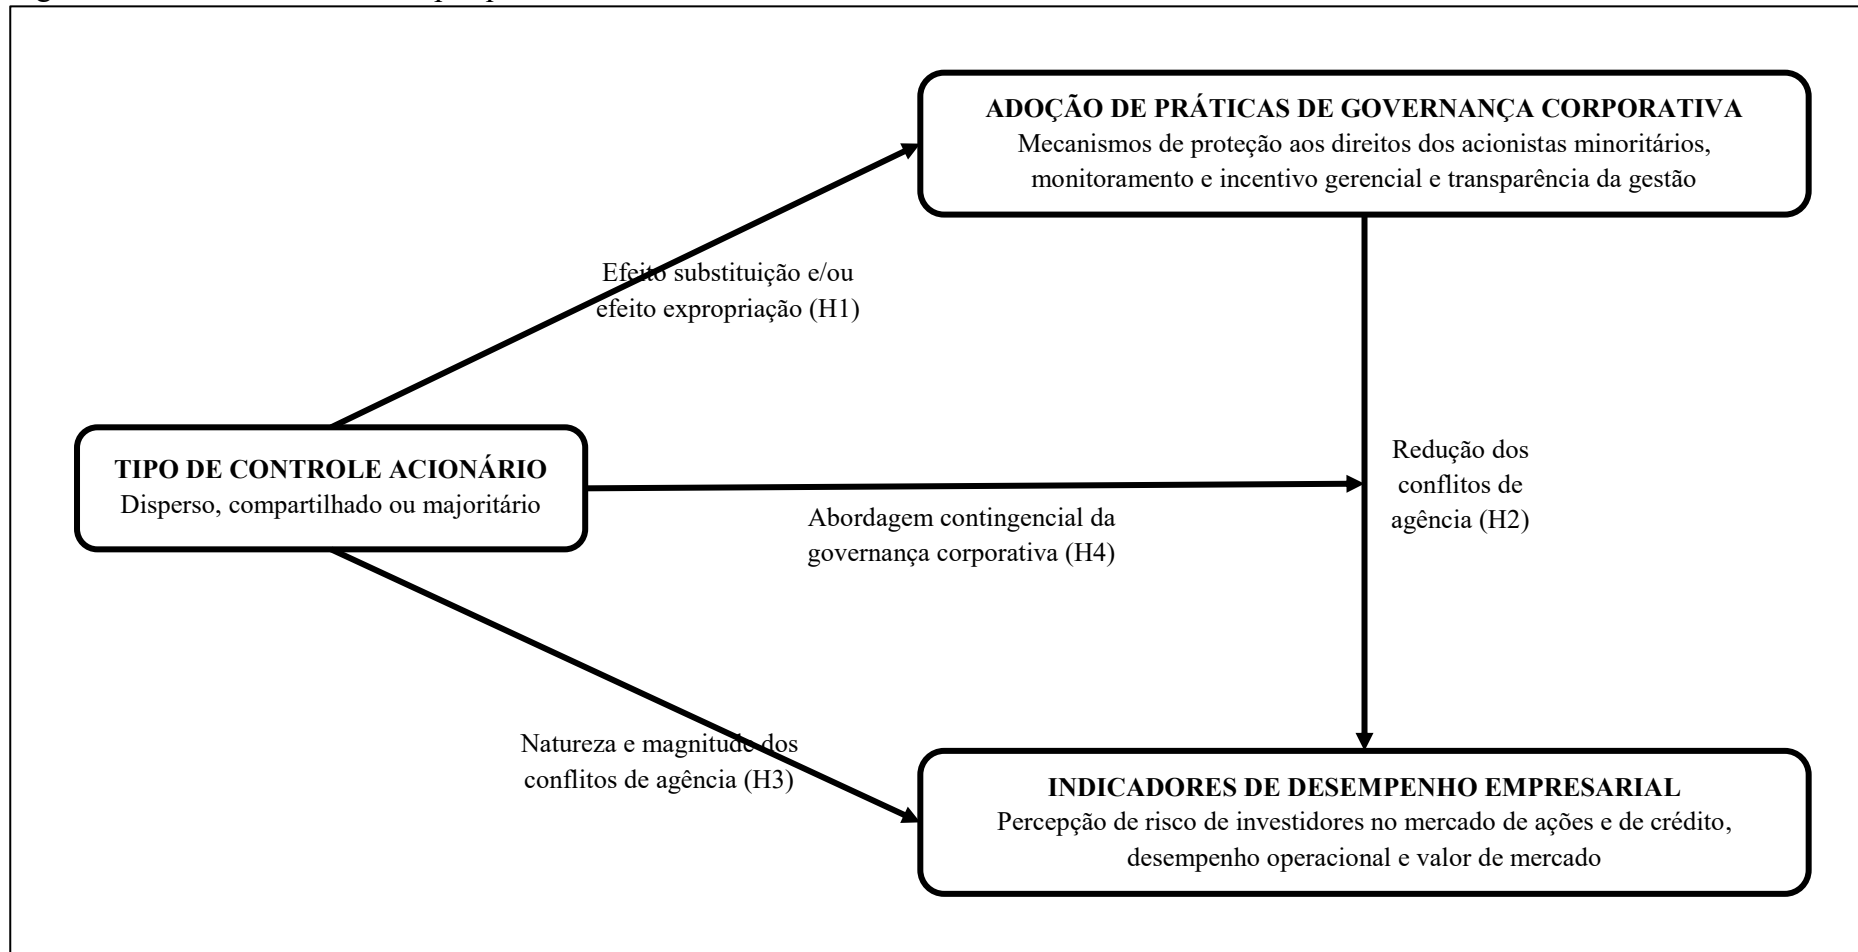 ADOÇÃO DE PRÁTICAS DE GOVERNANÇA CORPORATIVA
Mecanismos de proteção aos direitos dos acionistas minoritários,
monitoramento e incentivo gerencial e transparência da gestão
Efeito substituição e/ou
efeito expropriação (H1)
TIPO DE CONTROLE ACIONÁRIO
Disperso, compartilhado ou majoritário
Abordagem contingencial da
governança corporativa (H4)
Redução dos
conflitos de
agência (H2)
Natureza e magnitude dos
conflitos de agência (H3)
INDICADORES DE DESEMPENHO EMPRESARIAL
Percepção de risco de investidores no mercado de ações e de crédito,
desempenho operacional e valor de mercado